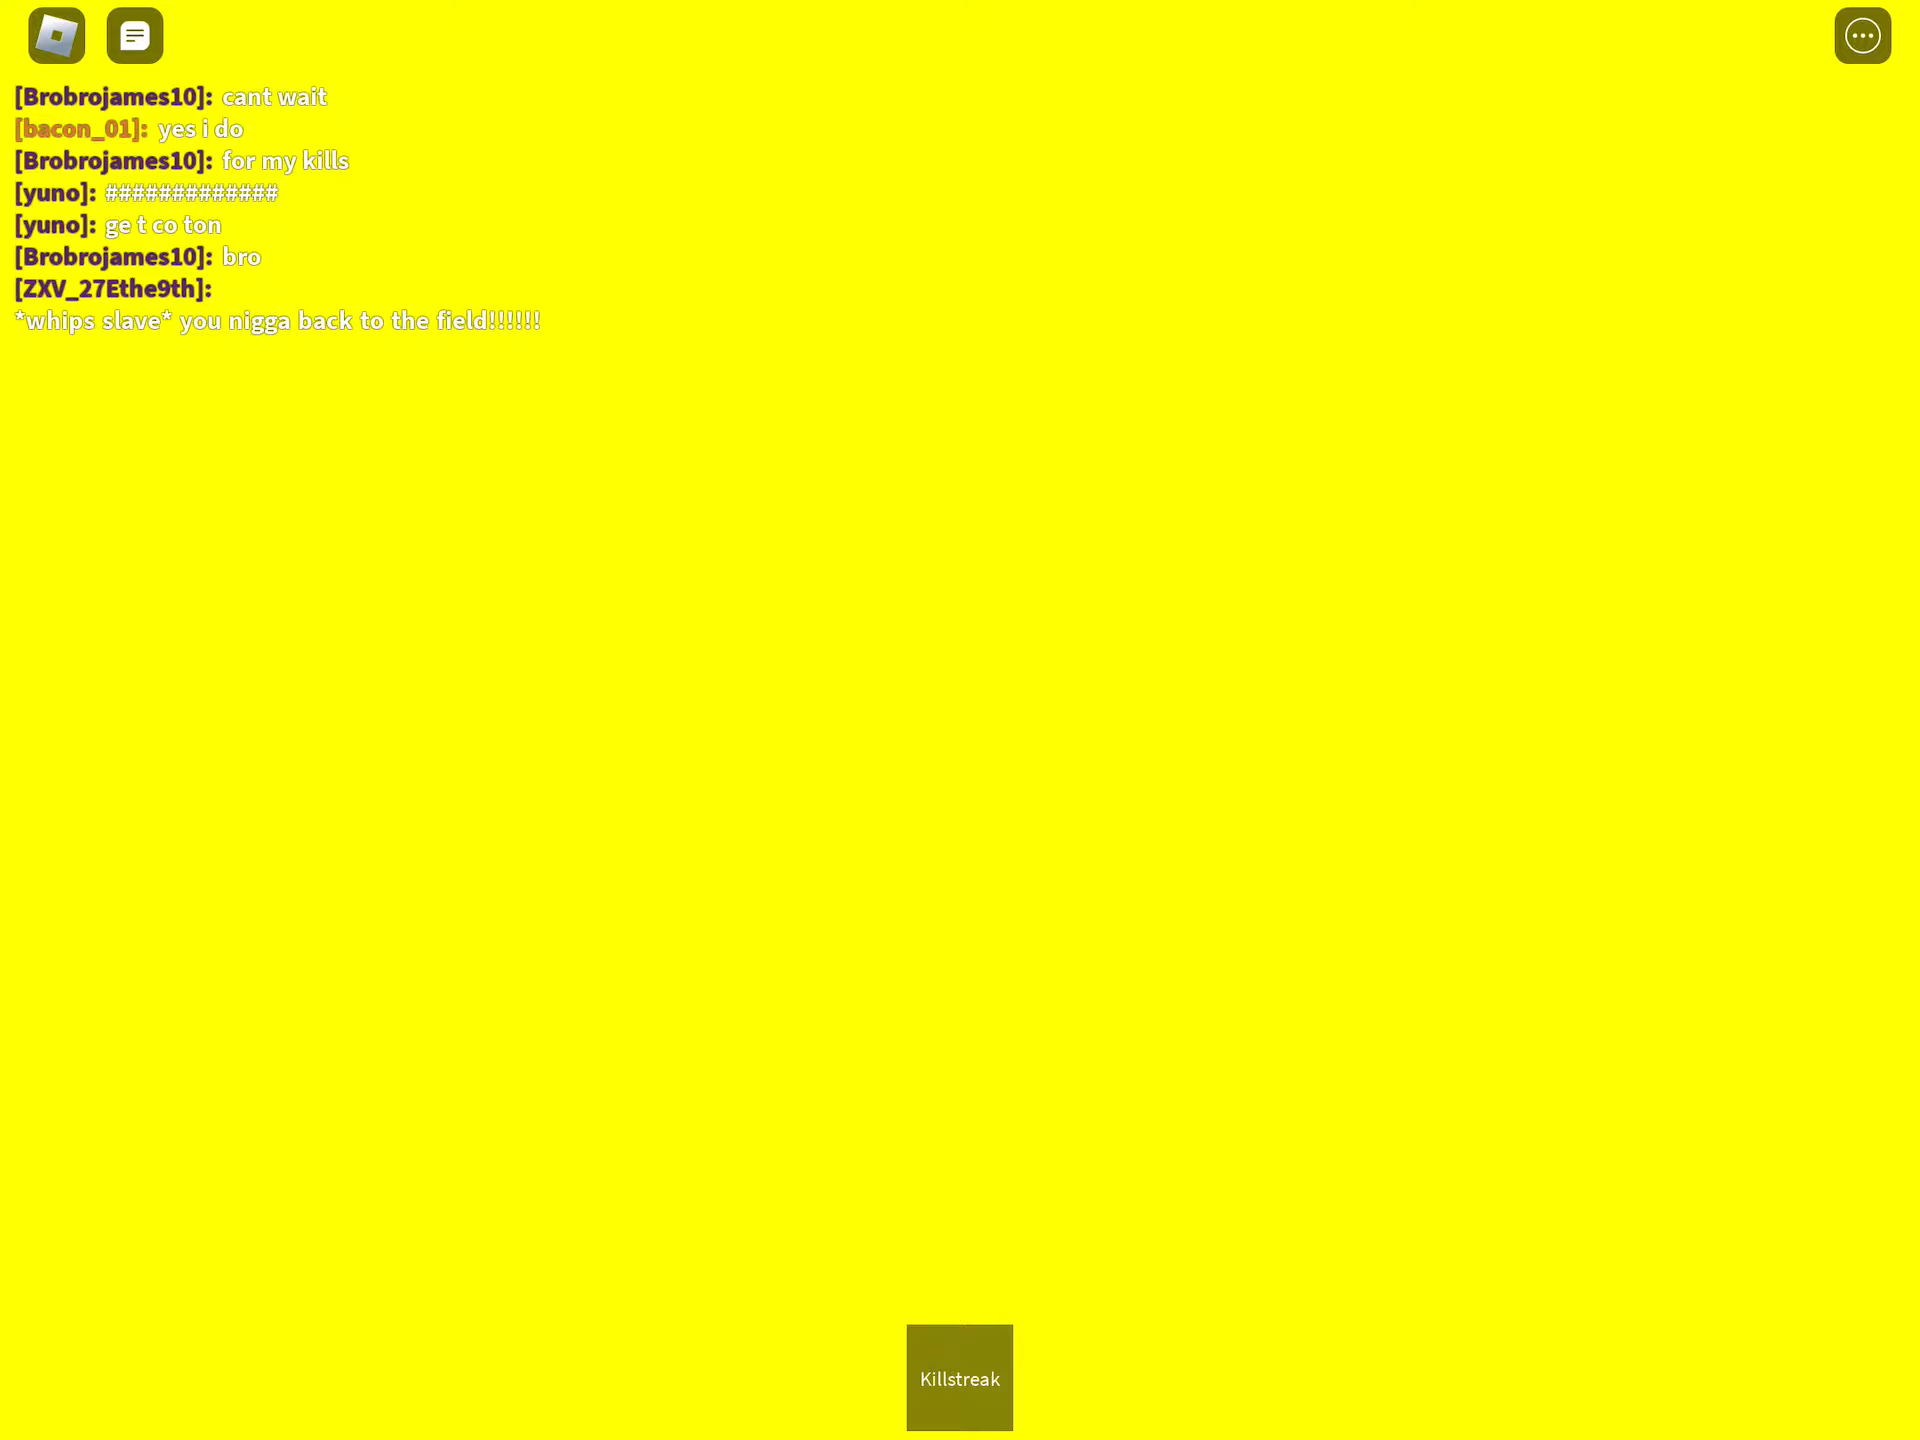 [Brobrojames10]: cant wait
[bacon_01]: yes i do
[Brobrojames10]: for my kills
[yuno]: #############
[yuno]: ge t co ton
[Brobrojames10]: bro
[ZXV_27Ethe9th]:
*whips slave* you nigga back to the field!!!!!!
Killstreak